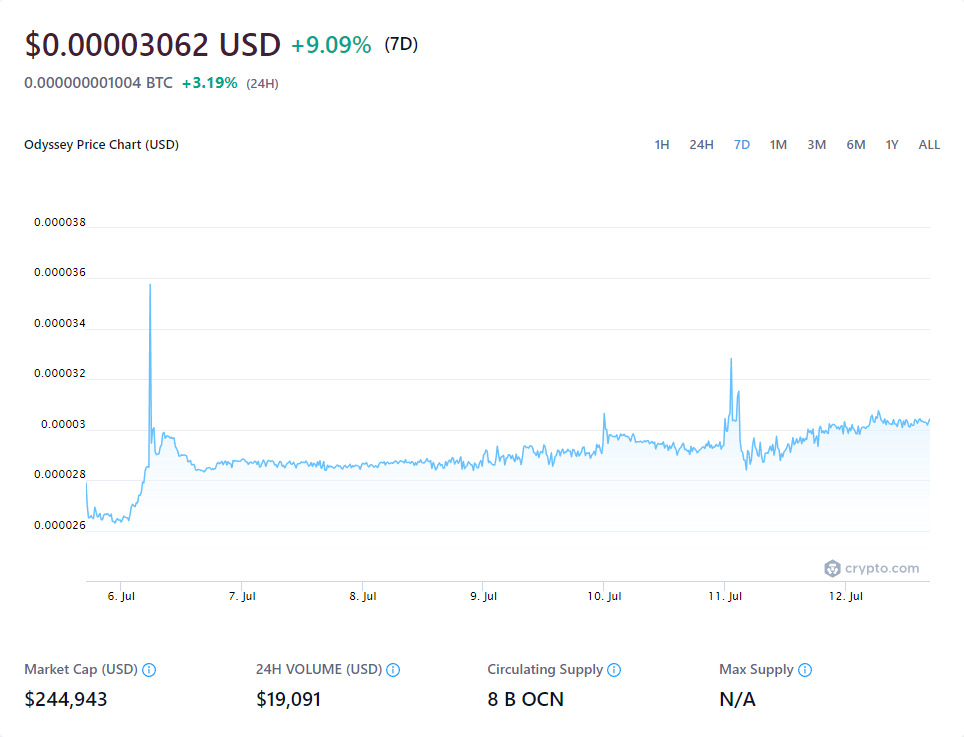 $0.00003062 USD +9.09% (7D)
0.000000001004 BTC +3.19% (24H)
Odyssey Price Chart (USD) 1H 24H 7D 1M 3M 6M 1Y ALL
0.000038
0.000036
0.000034
0.000032
0.00003
0.000028
0.000026
crypto.com
6. Jul 7. Jul 8. Jul 9. Jul 10. Jul 11. Jul 12. Jul
Market Cap (USD) 24H VOLUME (USD) Circulating Supply Max Supply
$244,943 $19,091 8 B OCN N/A